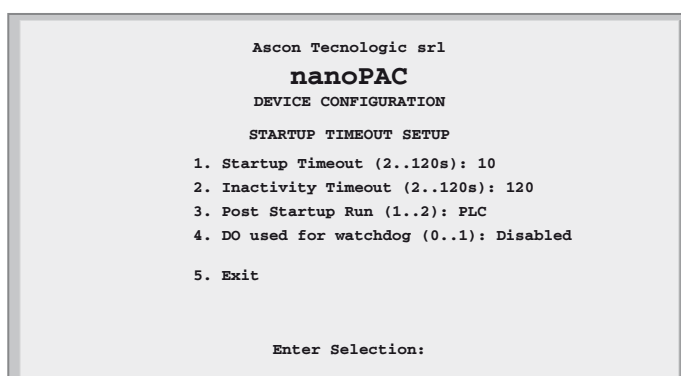 Ascon Tecnologic srl
nanoPAC
DEVICE CONFIGURATION
STARTUP TIMEOUT SETUP
1. Startup Timeout (2..120s): 10
2. Inactivity Timeout (2..120s): 120
3. Post Startup Run (1..2): PLC
4. DO used for watchdog (0..1): Disabled
5. Exit
Enter Selection: